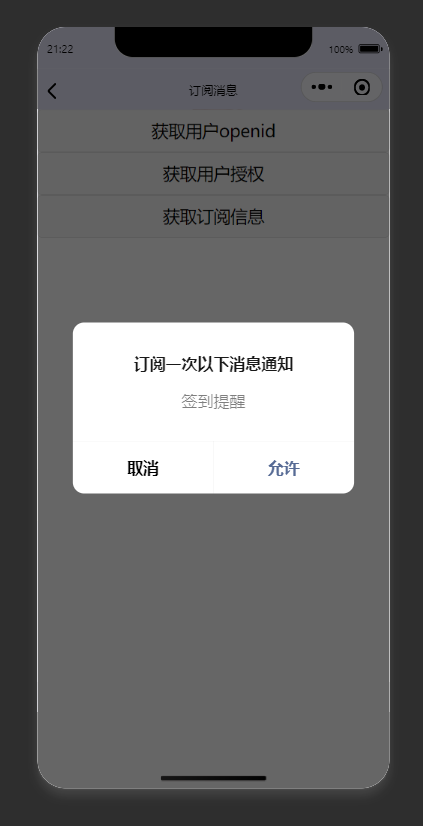 21:22
100%
订阅消息
获取用户openid
获取用户授权
获取订阅信息
订阅一次以下消息通知
签到提醒
取消
允许